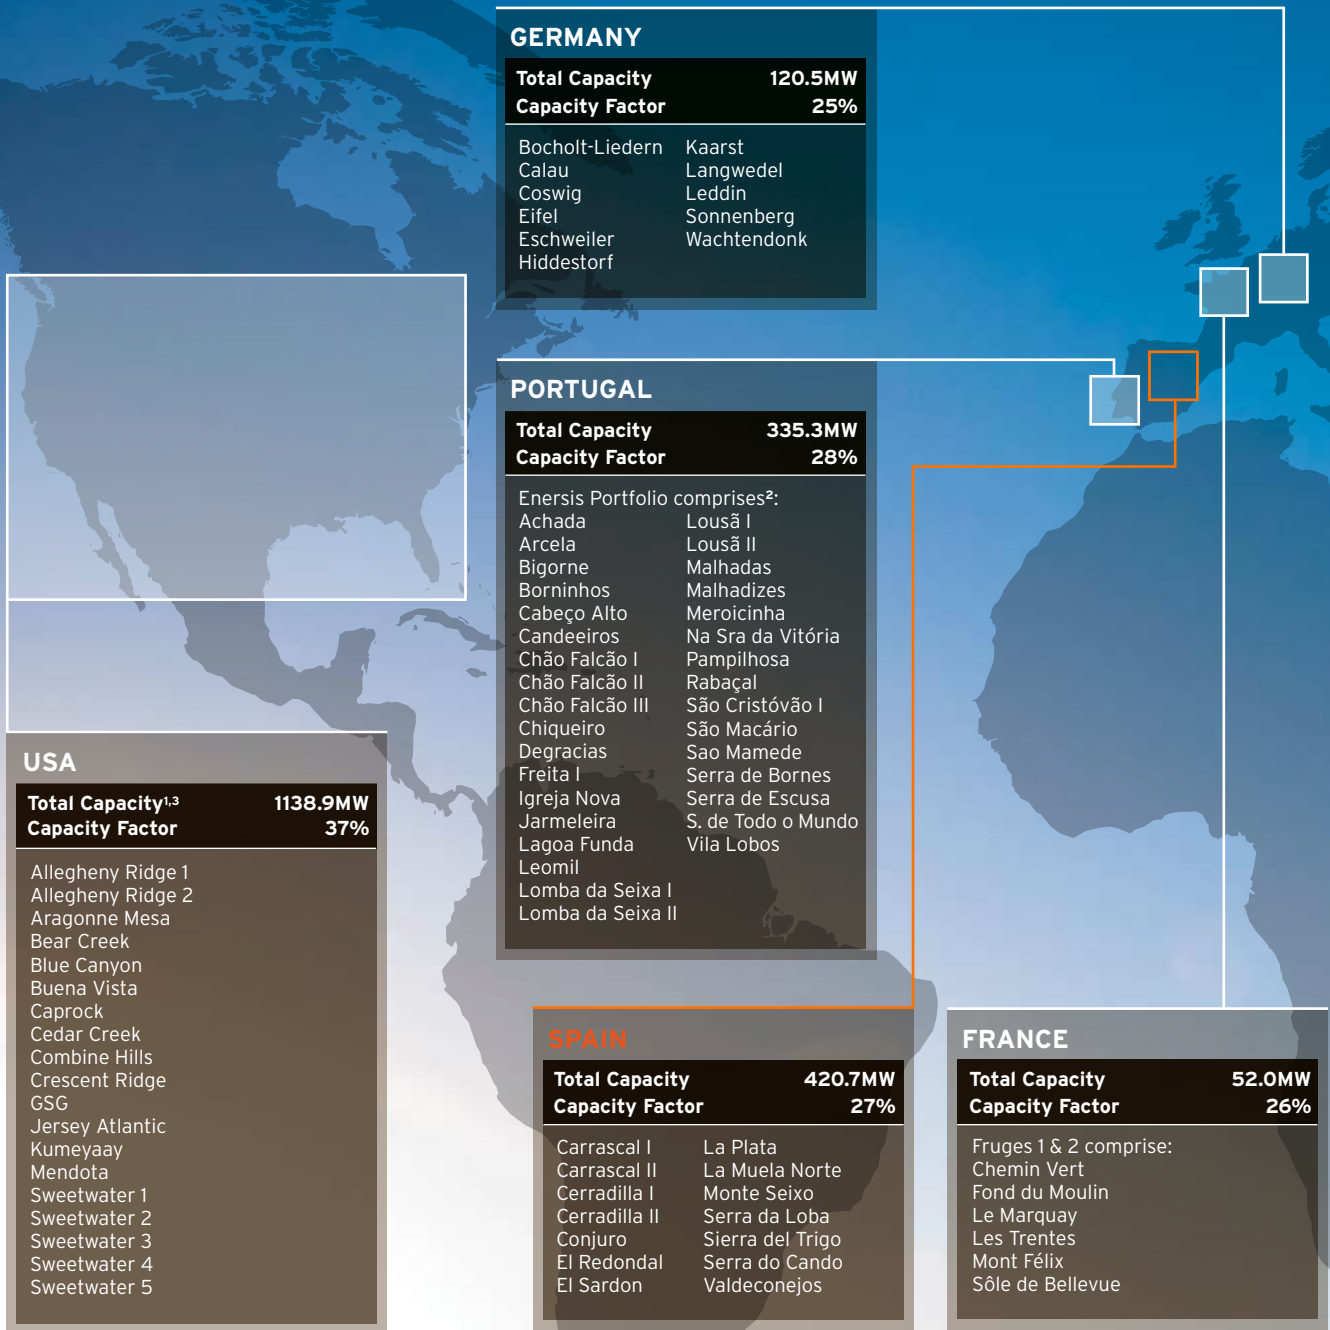 GERMANY
Total Capacity 120.5MW
Capacity Factor 25%
Bocholt-Liedern
Calau
Coswig
Eifel
Eschweiler
Hiddestorf
Kaarst
Langwedel
Leddin
Sonnenberg
Wachtendonk
PORTUGAL
Total Capacity 335.3MW
Capacity Factor 28%
Enersis Portfolio comprises²:
Achada
Arcela
Bigorne
Borninhos
Cabeço Alto
Candeeiros
Chão Falcão I
Chão Falcão II
Chão Falcão III
Chiqueiro
Degracias
Freita I
Igreja Nova
Jarmeleira
Lagoa Funda
Leomil
Lomba da Seixa I
Lomba da Seixa II
Lousã I
Lousã II
Malhadas
Malhadizes
Meroicinha
Na Sra da Vitória
Pampilhosa
Rabaçal
São Cristóvão I
São Macário
Sao Mamede
Serra de Bornes
Serra de Escusa
S. de Todo o Mundo
Vila Lobos
USA
Total Capacity¹,³ 1138.9MW
Capacity Factor 37%
Allegheny Ridge 1
Allegheny Ridge 2
Aragonne Mesa
Bear Creek
Blue Canyon
Buena Vista
Caprock
Cedar Creek
Combine Hills
Crescent Ridge
GSG
Jersey Atlantic
Kumeyaay
Mendota
Sweetwater 1
Sweetwater 2
Sweetwater 3
Sweetwater 4
Sweetwater 5
SPAIN
Total Capacity 420.7MW
Capacity Factor 27%
Carrascal I
Carrascal II
Cerradilla I
Cerradilla II
Conjuro
El Redondal
El Sardon
La Plata
La Muela Norte
Monte Seixo
Serra da Loba
Sierra del Trigo
Serra do Cando
Valdeconejos
FRANCE
Total Capacity 52.0MW
Capacity Factor 26%
Fruges 1 & 2 comprise:
Chemin Vert
Fond du Moulin
Le Marquay
Les Trentes
Mont Félix
Sôle de Bellevue